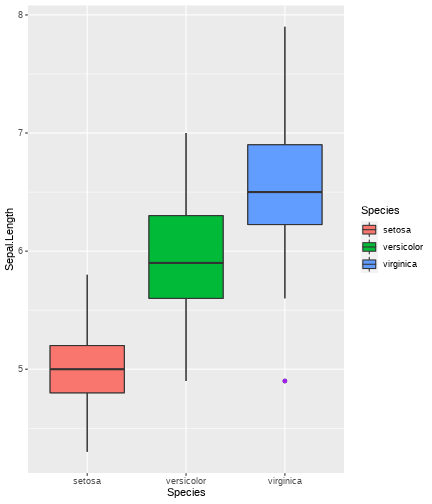 8
7
6
5
Sepal.Length
setosa
versicolor
virginica
Species
Species
setosa
versicolor
virginica